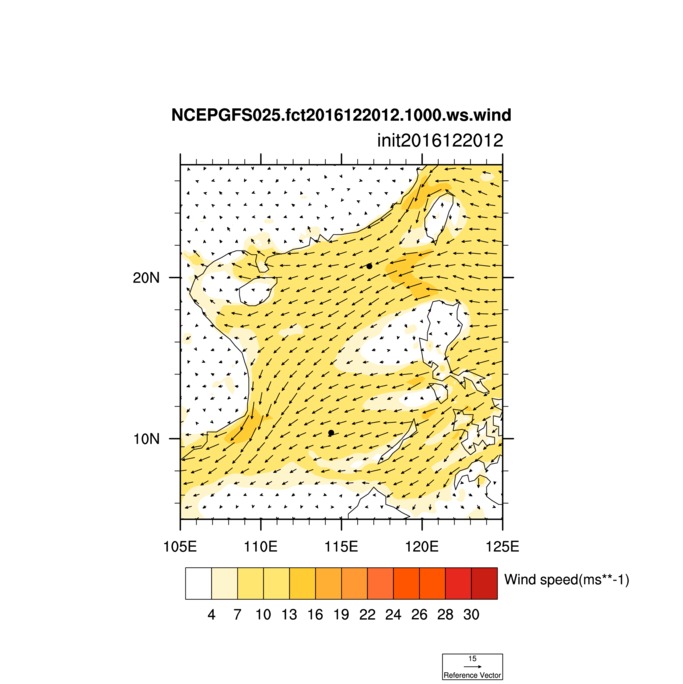 NCEPGFS025.fct2016122012.1000.ws.wind
init2016122012
20N
10N
105E 110E 115E 120E 125E
Wind speed(ms**-1)
4 7 10 13 16 19 22 24 26 28 30
15
Reference Vector